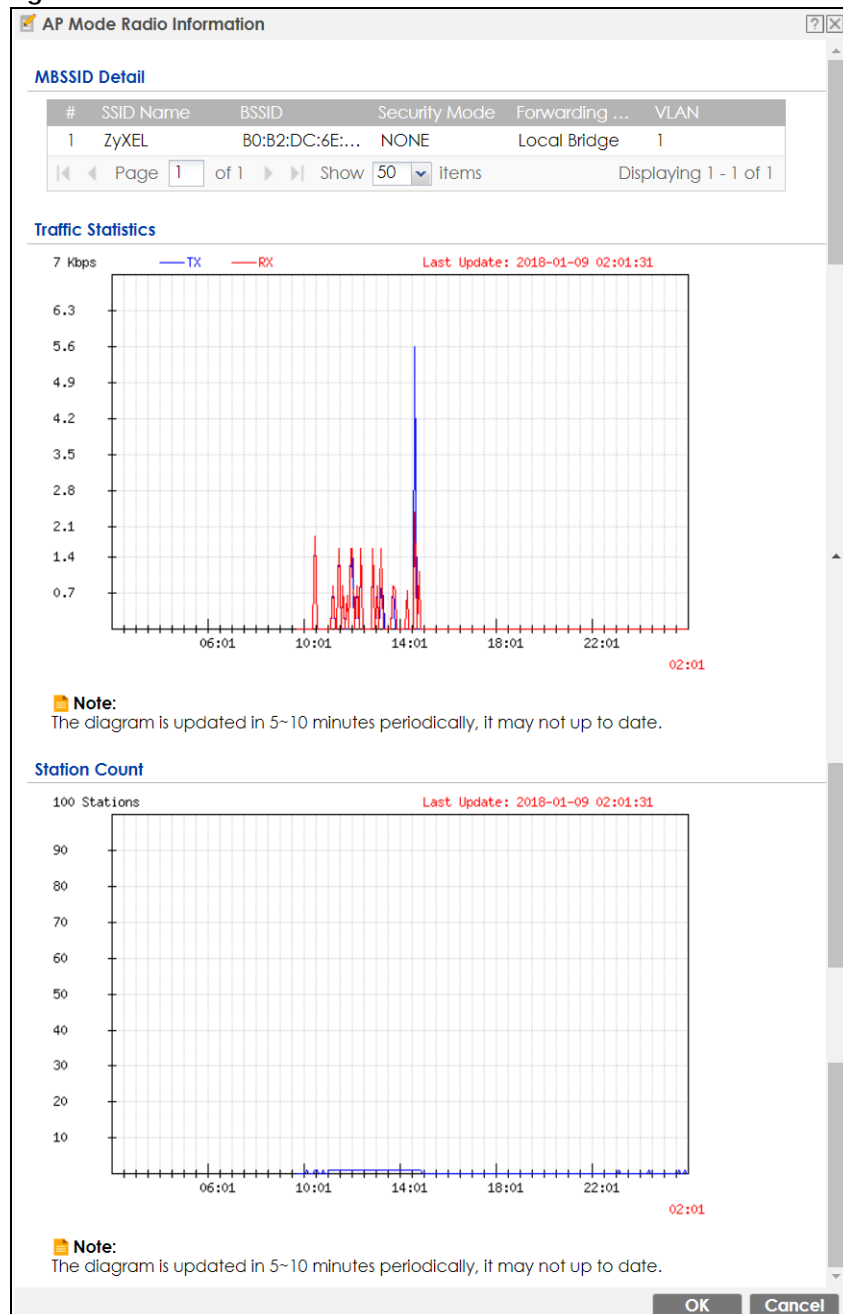 AP Mode Radio Information
MBSSID Detail
# SSID Name BSSID Security Mode Forwarding ... VLAN
1 ZyXEL B0:B2:DC:6E:... NONE Local Bridge 1
Page 1 of 1 Show 50 items Displaying 1 - 1 of 1
Traffic Statistics
7 Kbps TX RX Last Update: 2018-01-09 02:01:31
6.3
5.6
4.9
4.2
3.5
2.8
2.1
1.4
0.7
06:01 10:01 14:01 18:01 22:01
02:01
Note:
The diagram is updated in 5~10 minutes periodically, it may not up to date.
Station Count
100 Stations Last Update: 2018-01-09 02:01:31
90
80
70
60
50
40
30
20
10
06:01 10:01 14:01 18:01 22:01
02:01
Note:
The diagram is updated in 5~10 minutes periodically, it may not up to date.
OK Cancel